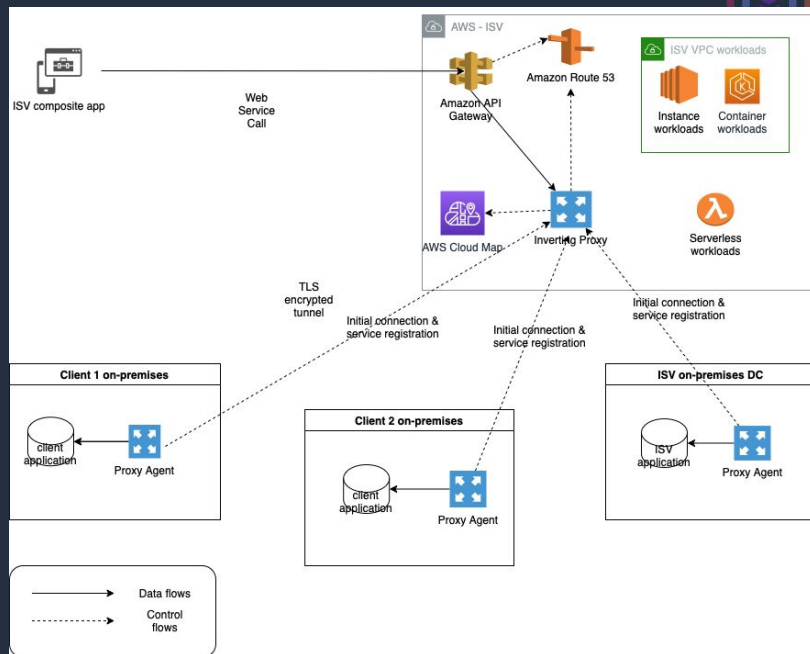 AWS - ISV
ISV VPC workloads
ISV composite app
Amazon Route 53
Amazon API
Gateway
Instance
workloads
Container
workloads
Web
Service
Call
AWS Cloud Map
Inverting Proxy
Serverless
workloads
TLS
encrypted
tunnel
Initial connection &
service registration
Initial connection &
service registration
Initial connection &
service registration
Client 1 on-premises
client
application
Proxy Agent
Client 2 on-premises
client
application
Proxy Agent
ISV on-premises DC
ISV
application
Proxy Agent
Data flows
Control
flows